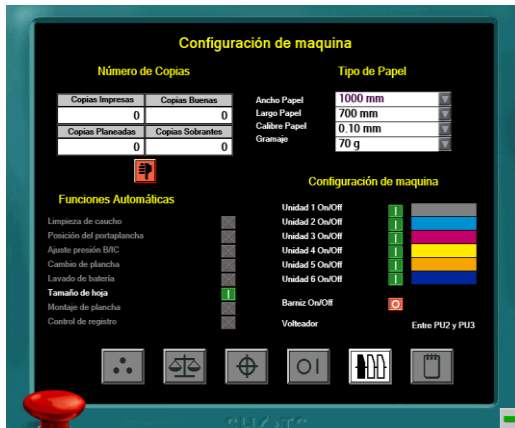 Configuración de maquina
Número de Copias
Tipo de Papel
Copias Impresas
Copias Buenas
0
0
Copias Planeadas
Copias Sobrantes
0
0
Ancho Papel
1000 mm
Largo Papel
700 mm
Calibre Papel
0.10 mm
Gramaje
70 g
Funciones Automáticas
Limpieza de caucho
Posición del portaplancha
Ajuste presión B/IC
Cambio de plancha
Lavado de batería
Tamaño de hoja
Montaje de plancha
Control de registro
Configuración de maquina
Unidad 1 On/Off
Unidad 2 On/Off
Unidad 3 On/Off
Unidad 4 On/Off
Unidad 5 On/Off
Unidad 6 On/Off
Barniz On/Off
Volteador
Entre PU2 y PU3